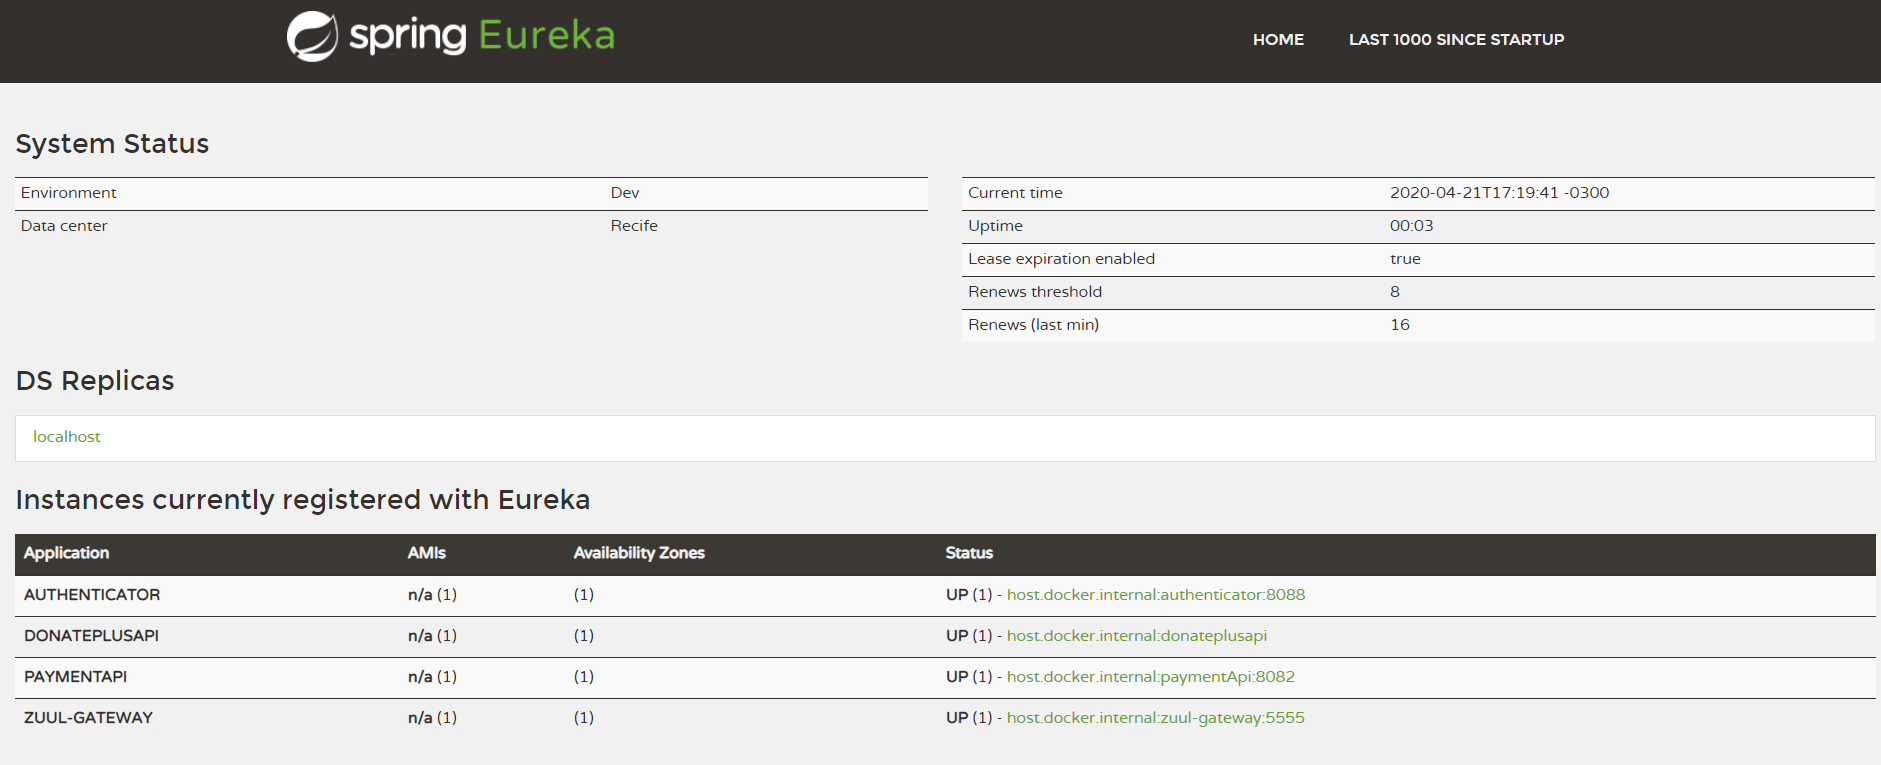 spring Eureka
HOME LAST 1000 SINCE STARTUP
System Status
Environment Dev
Data center Recife
Current time 2020-04-21T17:19:41 -0300
Uptime 00:03
Lease expiration enabled true
Renews threshold 8
Renews (last min) 16
DS Replicas
localhost
Instances currently registered with Eureka
Application AMIs Availability Zones Status
AUTHENTICATOR n/a (1) (1) UP (1) - host.docker.internal:authenticator:8088
DONATEPLUSAPI n/a (1) (1) UP (1) - host.docker.internal:donateplusapi
PAYMENTAPI n/a (1) (1) UP (1) - host.docker.internal:paymentApi:8082
ZUUL-GATEWAY n/a (1) (1) UP (1) - host.docker.internal:zuul-gateway:5555